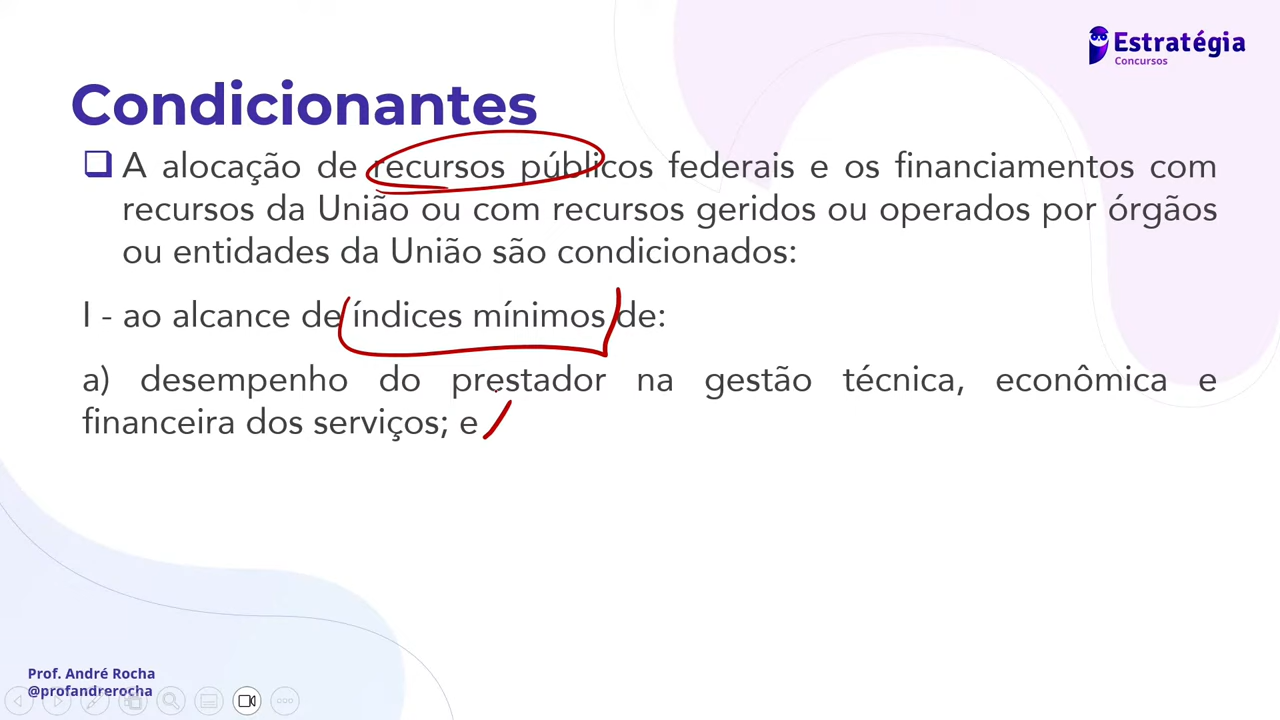 Estratégia
Concursos
Condicionantes
A alocação de recursos públicos federais e os financiamentos com
recursos da União ou com recursos geridos ou operados por órgãos
ou entidades da União são condicionados:
I - ao alcance de índices mínimos de:
a) desempenho do prestador na gestão técnica, econômica e
financeira dos serviços; e
Prof. André Rocha
@profandrerocha